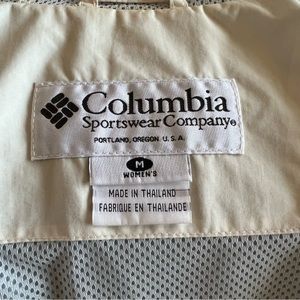 Columbia
Sportswear Company®
PORTLAND, OREGON U.S.A.
M
WOMEN'S
MADE IN THAILAND
FABRIQUE EN THAILANDE